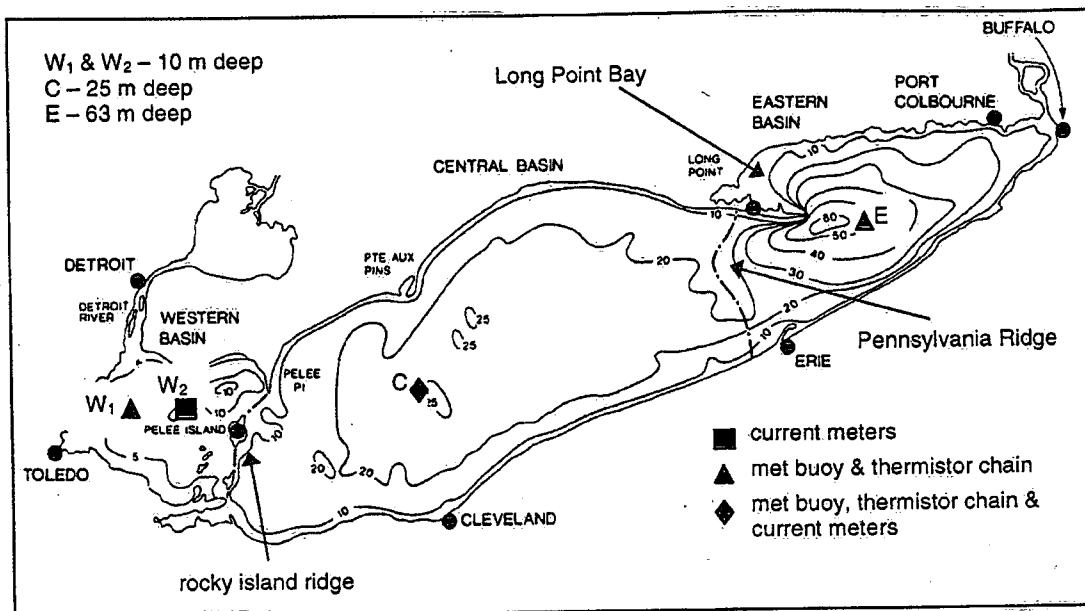 W₁ & W₂ – 10 m deep
C – 25 m deep
E – 63 m deep
BUFFALO
Long Point Bay
PORT
COLBOURNE
EASTERN
BASIN
LONG
POINT
CENTRAL BASIN
10
10
60
50
E
40
30
20
20
10
DETROIT
DETROIT
RIVER
PTE AUX
PINS
WESTERN
BASIN
25
25
Pennsylvania Ridge
ERIE
PELEE
PT
C
25
W₂
W₁
10
10
PELEE ISLAND
10
5
TOLEDO
20
20
10
CLEVELAND
current meters
met buoy & thermistor chain
met buoy, thermistor chain &
current meters
rocky island ridge